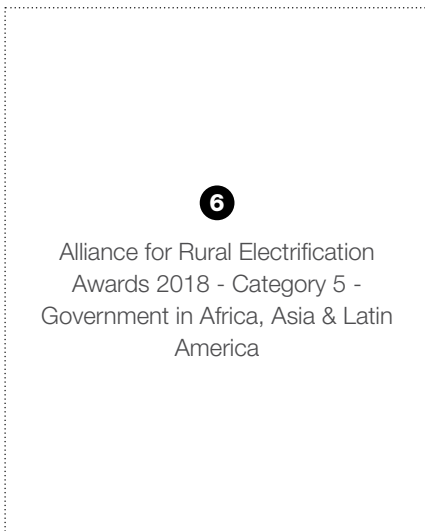 6
Alliance for Rural Electrification
Awards 2018 - Category 5 -
Government in Africa, Asia & Latin
America